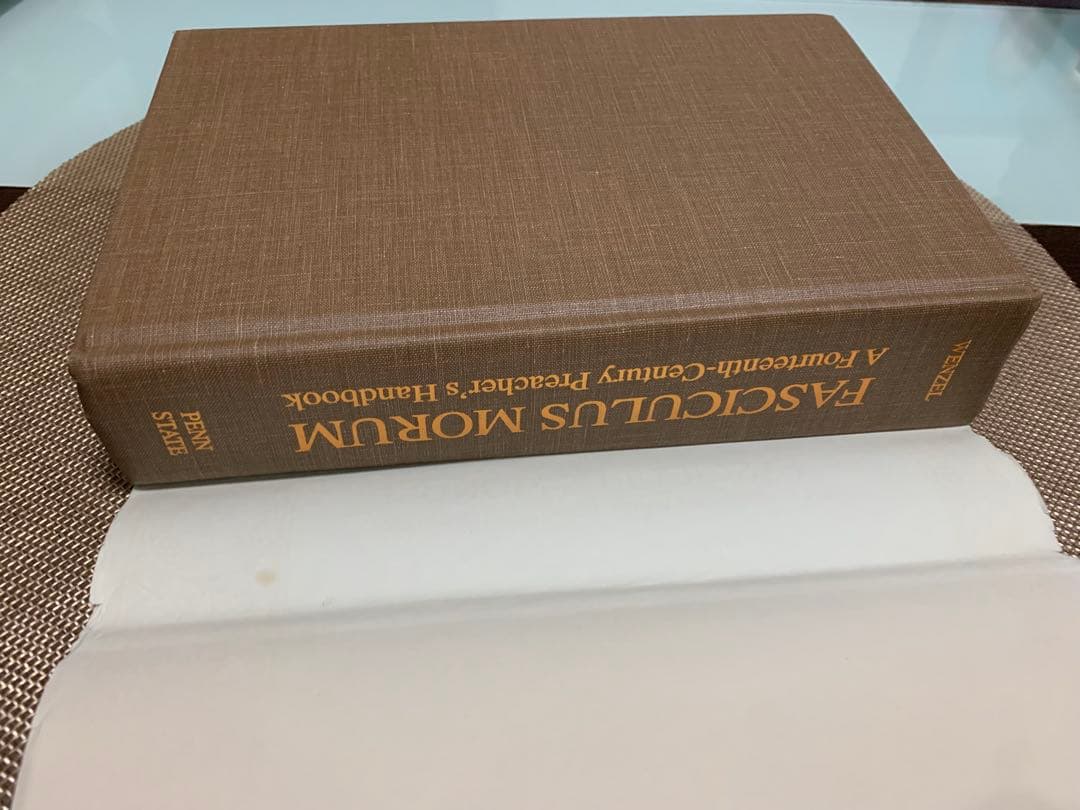 WENZEL
FASCICULUS MORUM
A Fourteenth-Century Preacher's Handbook
PENN
STATE